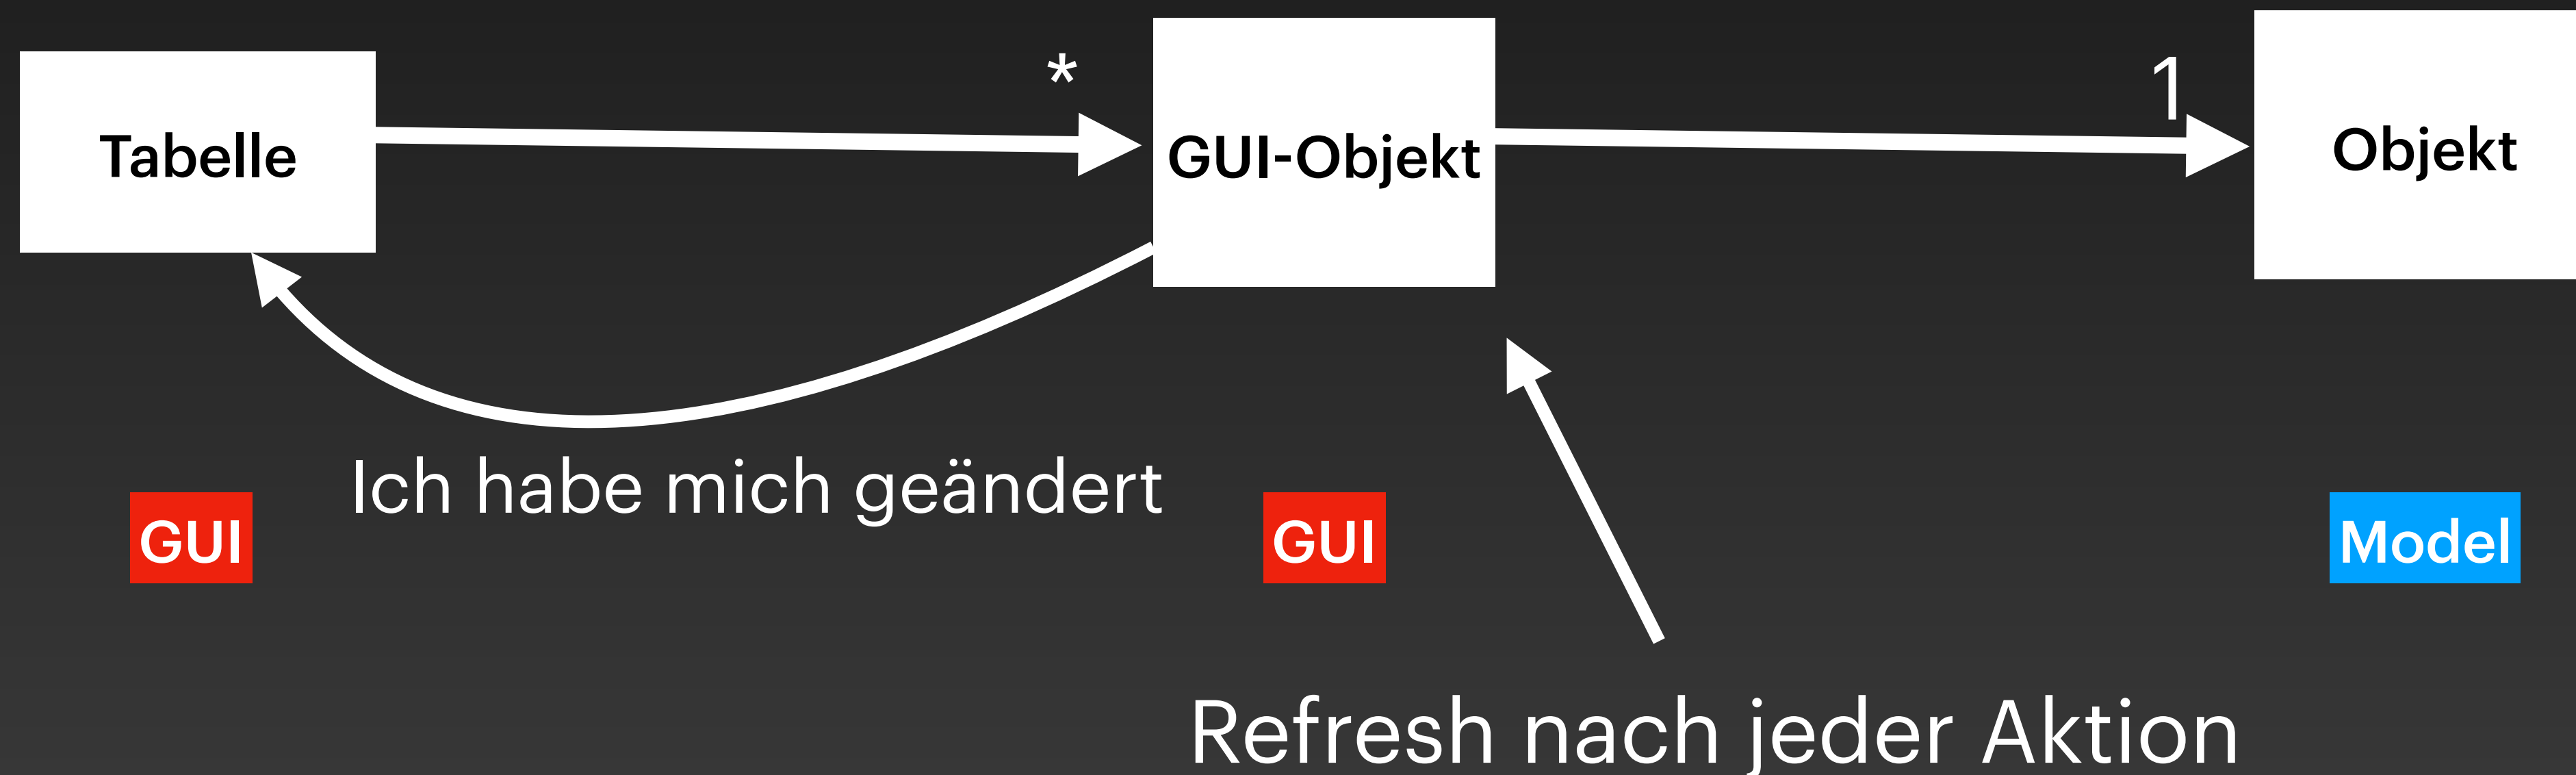 *
1
Tabelle
GUI-Objekt
Objekt
Ich habe mich geändert
GUI
GUI
Model
Refresh nach jeder Aktion